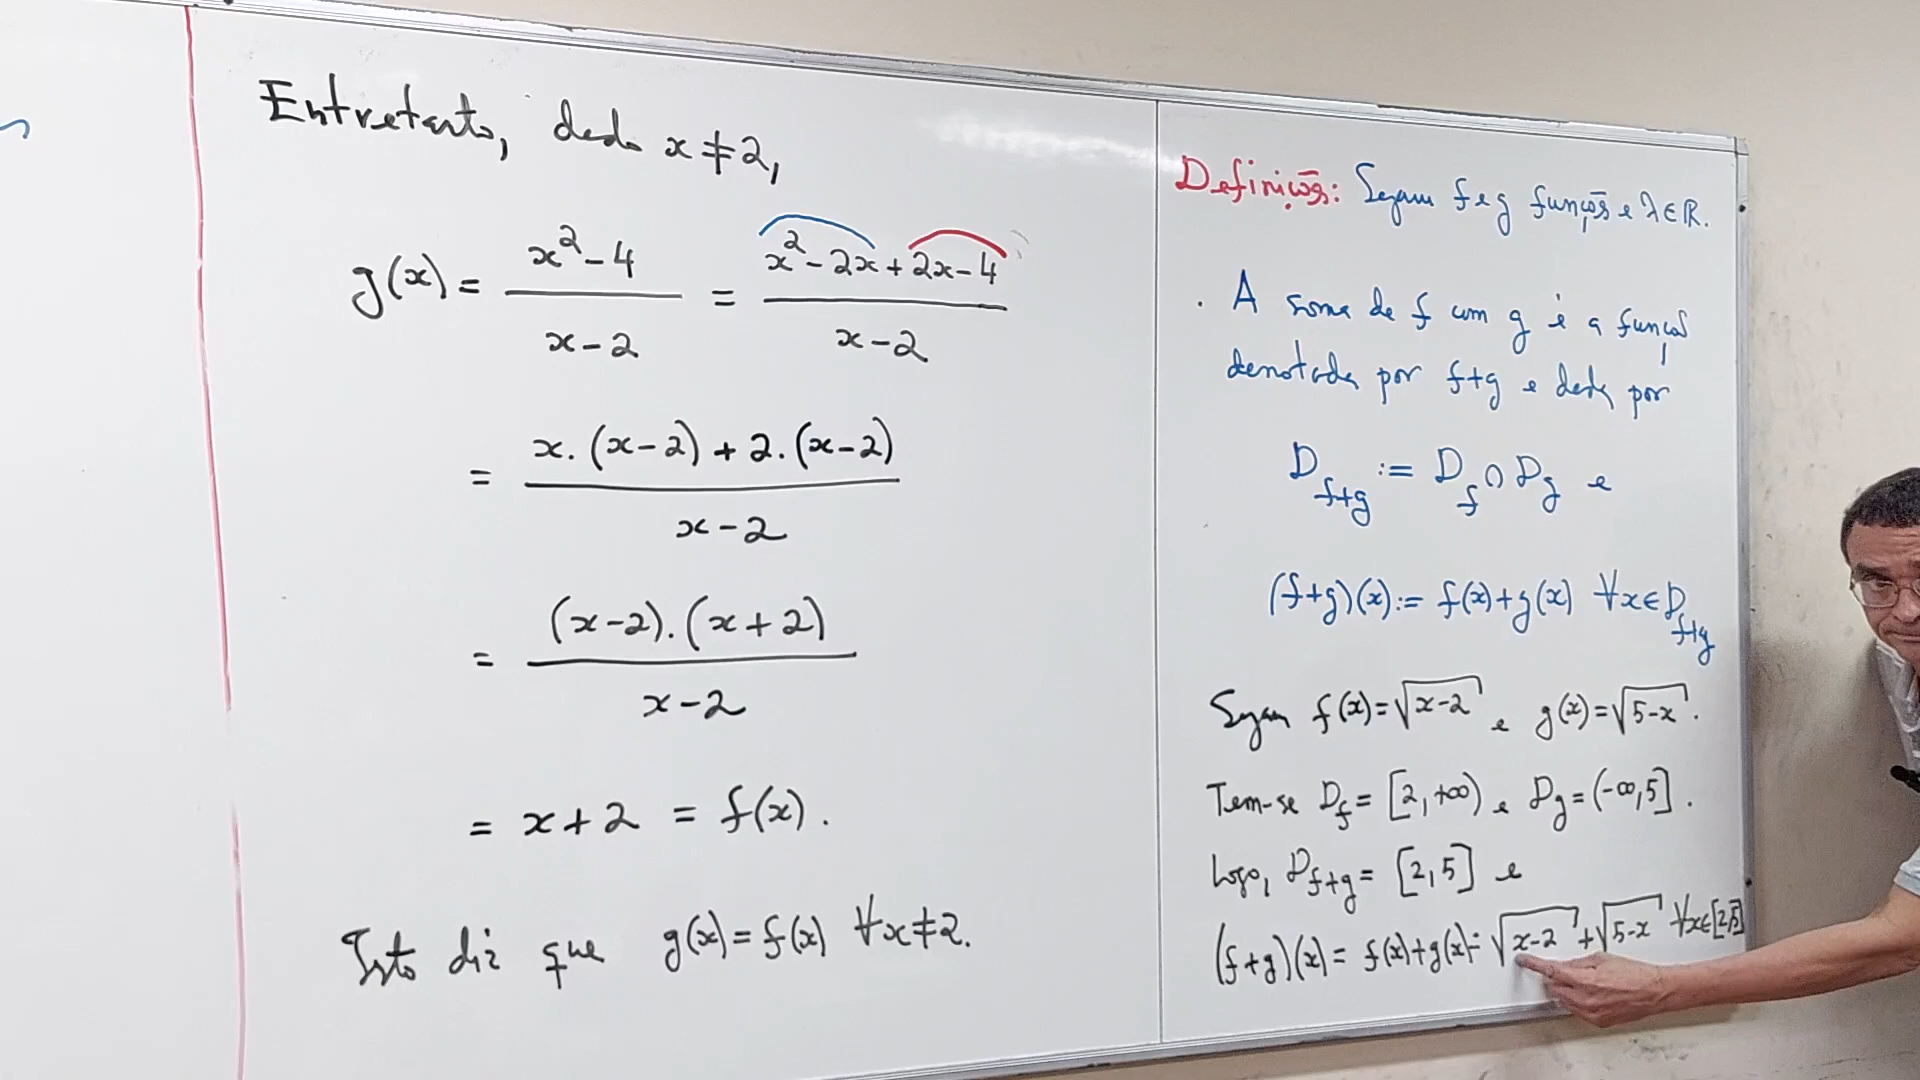 Entretanto, dado x≠2,
g(x) = (x²-4)/(x-2) = (x²-2x+2x-4)/(x-2)
= (x.(x-2)+2.(x-2))/(x-2)
= ((x-2).(x+2))/(x-2)
= x+2 = f(x).
Isto diz que g(x)=f(x) ∀x≠2.
Definições: Sejam f e g funções e λ∈ℝ.
. A soma de f com g é a função
denotada por f+g e dada por
D_{f+g} := D_f ∩ D_g e
(f+g)(x) := f(x)+g(x) ∀x∈D_{f+g}
Sejam f(x)=√(x-2) e g(x)=√(5-x).
Tem-se D_f=[2,+∞) e D_g=(-∞,5].
Logo, D_{f+g}=[2,5] e
(f+g)(x)= f(x)+g(x)=√(x-2)+√(5-x) ∀x∈[2,5]